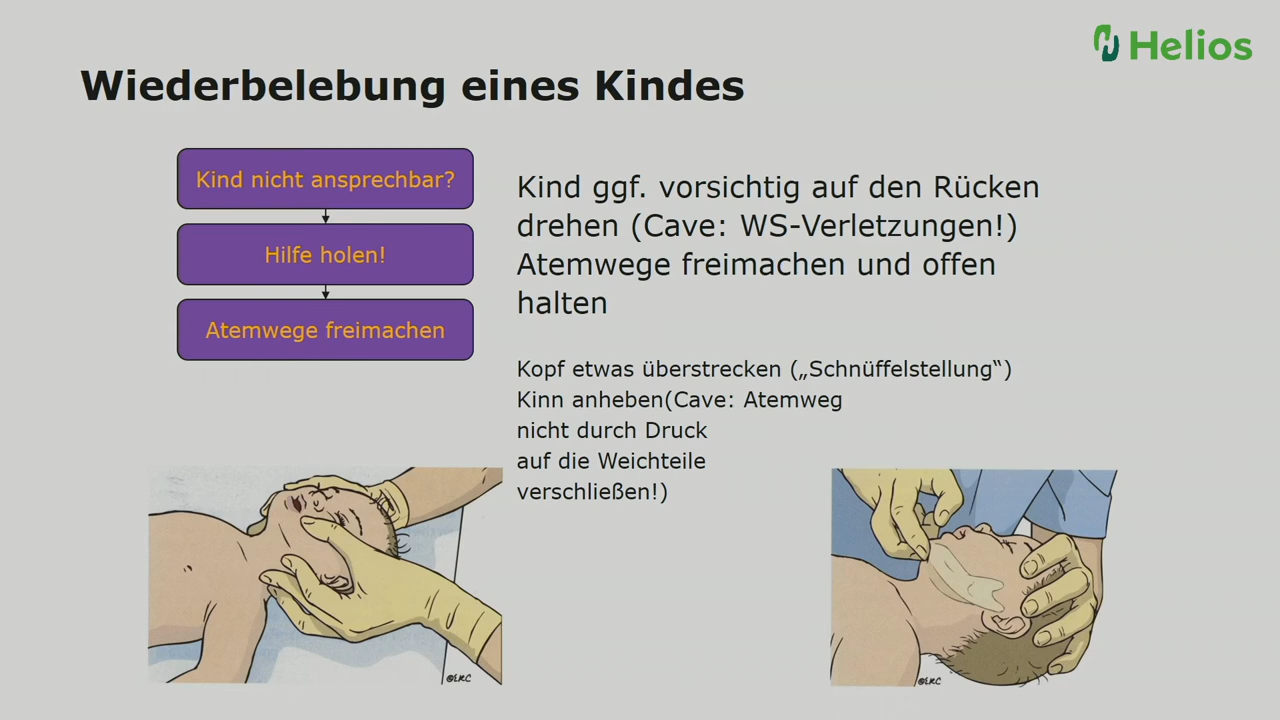 Helios
Wiederbelebung eines Kindes
Kind nicht ansprechbar?
Hilfe holen!
Atemwege freimachen
Kind ggf. vorsichtig auf den Rücken
drehen (Cave: WS-Verletzungen!)
Atemwege freimachen und offen
halten
Kopf etwas überstrecken („Schnüffelstellung“)
Kinn anheben(Cave: Atemweg
nicht durch Druck
auf die Weichteile
verschließen!)
@ERC
@ERC